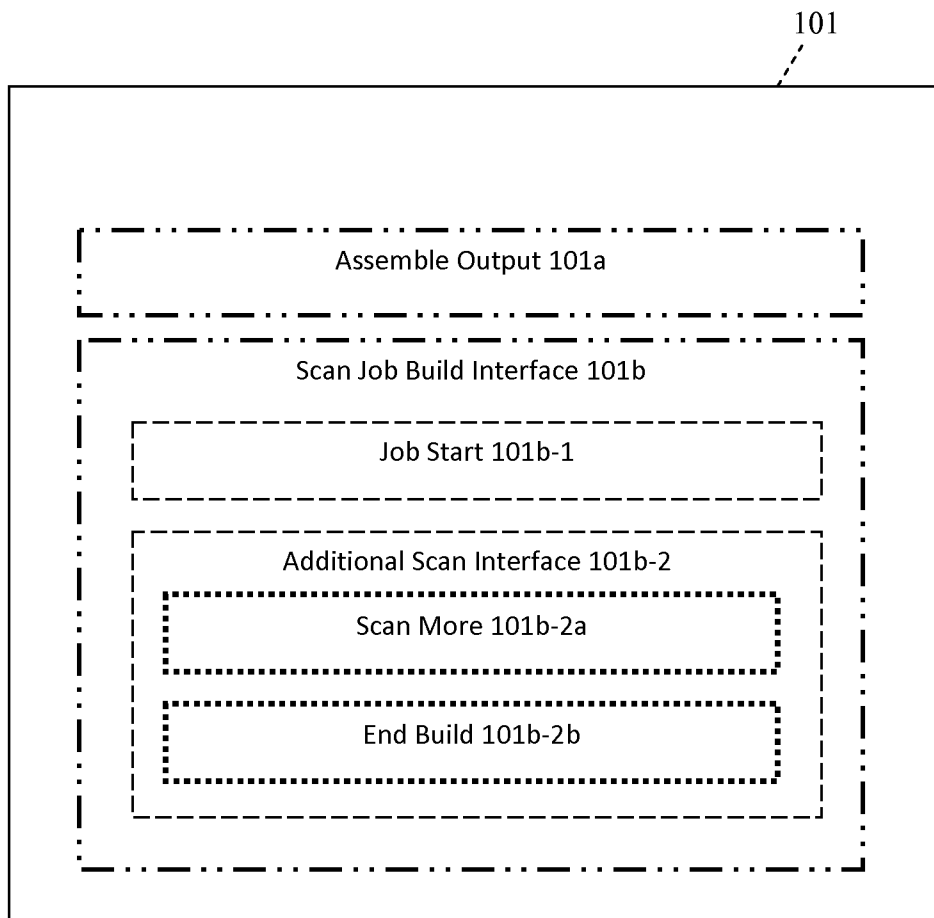 101
Assemble Output 101a
Scan Job Build Interface 101b
Job Start 101b-1
Additional Scan Interface 101b-2
Scan More 101b-2a
End Build 101b-2b